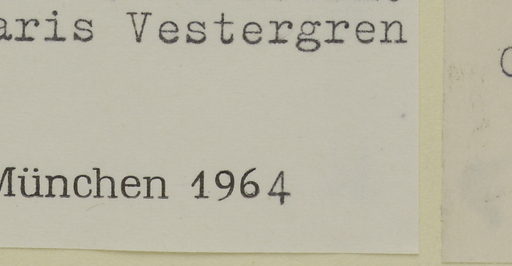 aris Vestergren
München 1964